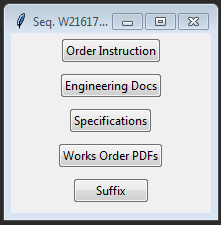 Seq. W21617...
Order Instruction
Engineering Docs
Specifications
Works Order PDFs
Suffix